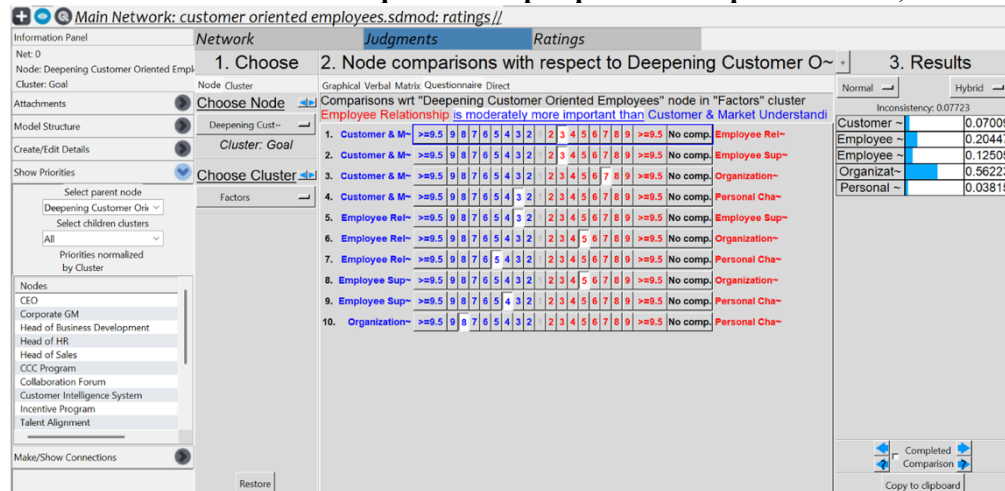 Main Network: customer oriented employees.sdmod: ratings//
Information Panel
Net: 0
Node: Deepening Customer Oriented Empl
Cluster: Goal
Attachments
Model Structure
Create/Edit Details
Show Priorities
Select parent node
Deepening Customer Orie
Select children clusters
All
Priorities normalized
by Cluster
Nodes
CEO
Corporate GM
Head of Business Development
Head of HR
Head of Sales
CCC Program
Collaboration Forum
Customer Intelligence System
Incentive Program
Talent Alignment
Make/Show Connections
Network Judgments Ratings
1. Choose
Node Cluster
Choose Node
Deepening Cust~
Cluster: Goal
Choose Cluster
Factors
Restore
2. Node comparisons with respect to Deepening Customer O~
+
Graphical Verbal Matrix Questionnaire Direct
Comparisons wrt "Deepening Customer Oriented Employees" node in "Factors" cluster
Employee Relationship is moderately more important than Customer & Market Understandi
1. Customer & M~ >=9.5 9 8 7 6 5 4 3 2 1 2 3 4 5 6 7 8 9 >=9.5 No comp. Employee Rel~
2. Customer & M~ >=9.5 9 8 7 6 5 4 3 2 1 2 3 4 5 6 7 8 9 >=9.5 No comp. Employee Sup~
3. Customer & M~ >=9.5 9 8 7 6 5 4 3 2 1 2 3 4 5 6 7 8 9 >=9.5 No comp. Organization~
4. Customer & M~ >=9.5 9 8 7 6 5 4 3 2 1 2 3 4 5 6 7 8 9 >=9.5 No comp. Personal Cha~
5. Employee Rel~ >=9.5 9 8 7 6 5 4 3 2 1 2 3 4 5 6 7 8 9 >=9.5 No comp. Employee Sup~
6. Employee Rel~ >=9.5 9 8 7 6 5 4 3 2 1 2 3 4 5 6 7 8 9 >=9.5 No comp. Organization~
7. Employee Rel~ >=9.5 9 8 7 6 5 4 3 2 1 2 3 4 5 6 7 8 9 >=9.5 No comp. Personal Cha~
8. Employee Sup~ >=9.5 9 8 7 6 5 4 3 2 1 2 3 4 5 6 7 8 9 >=9.5 No comp. Organization~
9. Employee Sup~ >=9.5 9 8 7 6 5 4 3 2 1 2 3 4 5 6 7 8 9 >=9.5 No comp. Personal Cha~
10. Organization~ >=9.5 9 8 7 6 5 4 3 2 1 2 3 4 5 6 7 8 9 >=9.5 No comp. Personal Cha~
3. Results
Normal Hybrid
Inconsistency: 0.07723
Customer ~ 0.07009
Employee ~ 0.20447
Employee ~ 0.12505
Organizat~ 0.56223
Personal ~ 0.03815
Completed
Comparison
Copy to clipboard